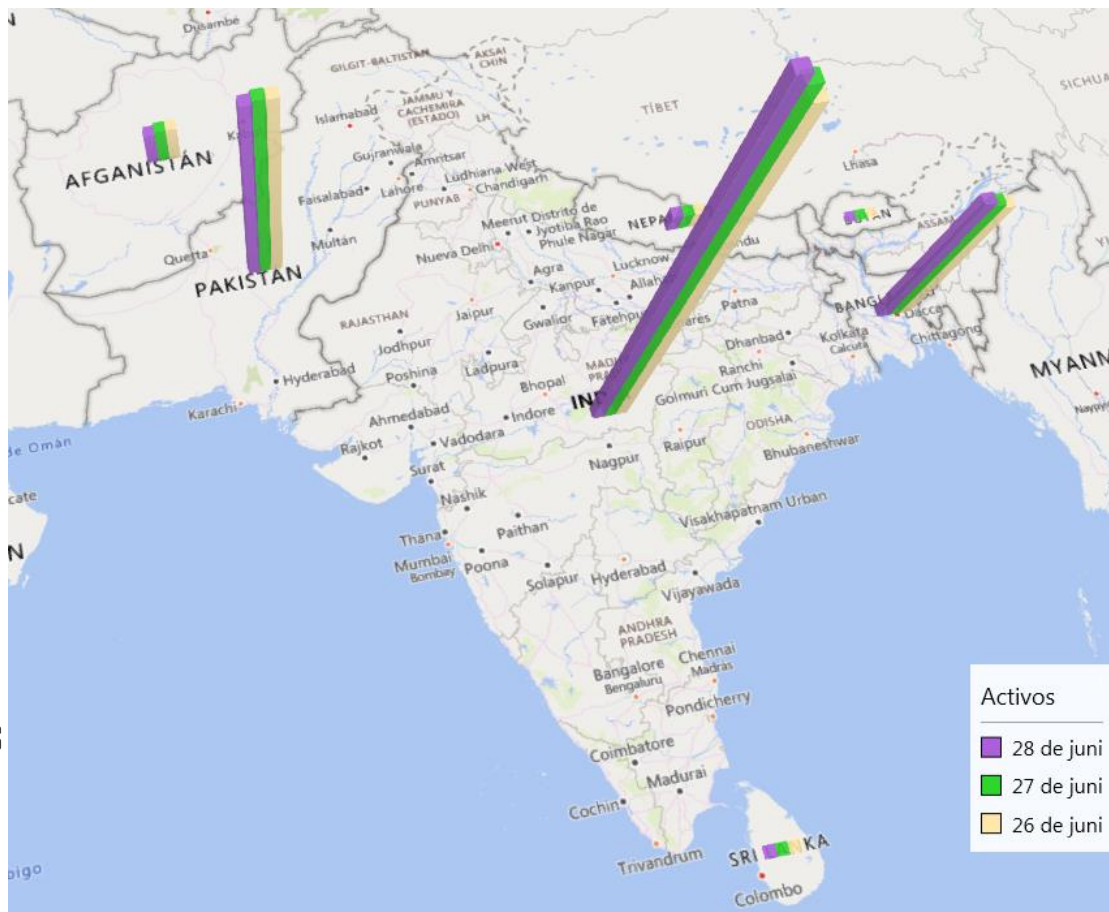 Dusambé
GILGIT-BALTISTAN
AKSAI
CHIN
TÍBET
SICHUA
JAMMU Y
CACHEMIRA
(ESTADO)
LH
Islamabad
Gujranwala
Amritsar
Lahore
Faisalabad
Ludhiana West
Chandigarh
PUNYAB
Lhasa
AFGANISTÁN
Multán
Meerut
Distrito de
Jyotiba Rao
Phule Nagar
Nueva Delhi
ASSAM
Querta
PAKISTÁN
Agra
Lucknow
Kanpur
Gwalior
Jaipur
RAJASTHAN
Jodhpur
Patna
Dacca
Chittagong
Kolkata
Calcuta
Dhanbad
Ranchi
Golmuri Cum Jugsalai
Hyderabad
Karachi
Poshina
Ladpura
Bhopal
Indore
Ahmedabad
Vadodara
Rajkot
Surat
MYANM
ODISHA
Bhubaneshwar
Raipur
Nagpur
de Omán
cate
N
Nashik
Thana
Mumbai
Bombay
Paithan
Poona
Solapur
Hyderabad
Visakhapatnam Urban
Vijayawada
ANDHRA
PRADESH
Bangalore
Bengaluru
Chennai
Madrás
Pondicherry
Coimbatore
Madurai
Cochin
Trivandrum
Colombo
Activos
28 de juni
27 de juni
26 de juni